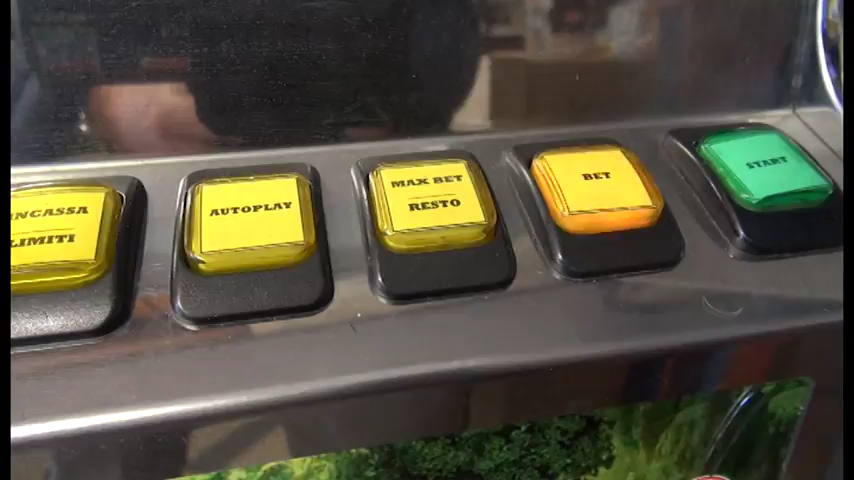 INCASSA
LIMITI
AUTOPLAY
MAX BET
RESTO
BET
START